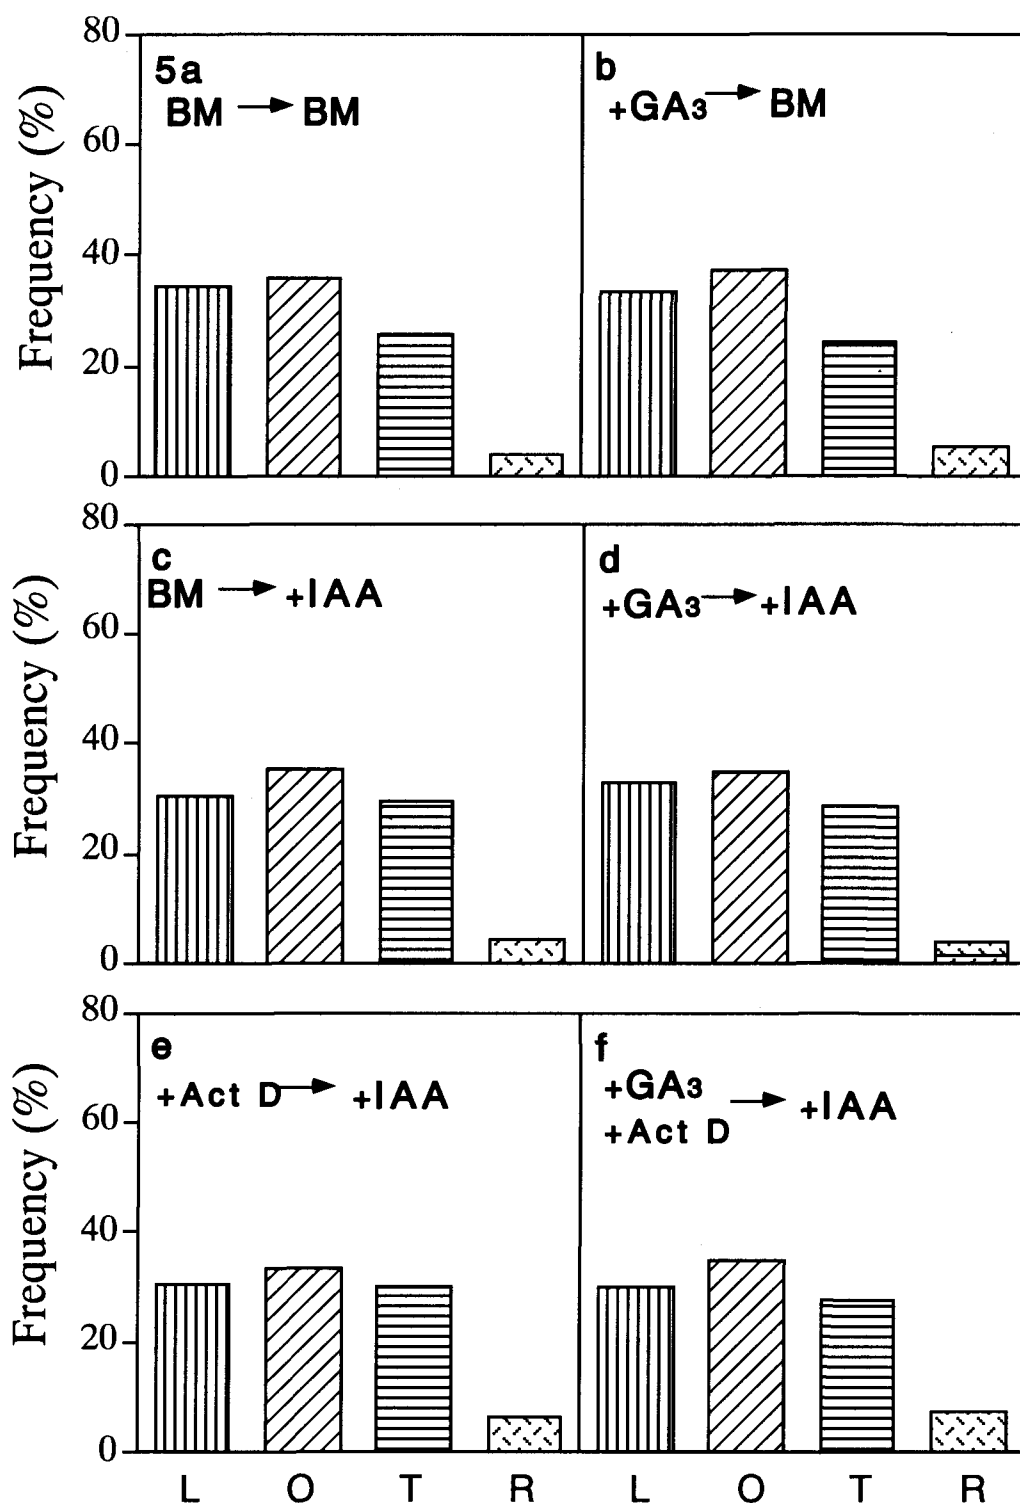 80
60
40
20
0
Frequency (%)
5a
BM → BM
b
+GA3 → BM
80
60
40
20
0
Frequency (%)
c
BM → +IAA
d
+GA3 → +IAA
80
60
40
20
0
Frequency (%)
e
+Act D → +IAA
f
+GA3
+Act D → +IAA
L O T R L O T R